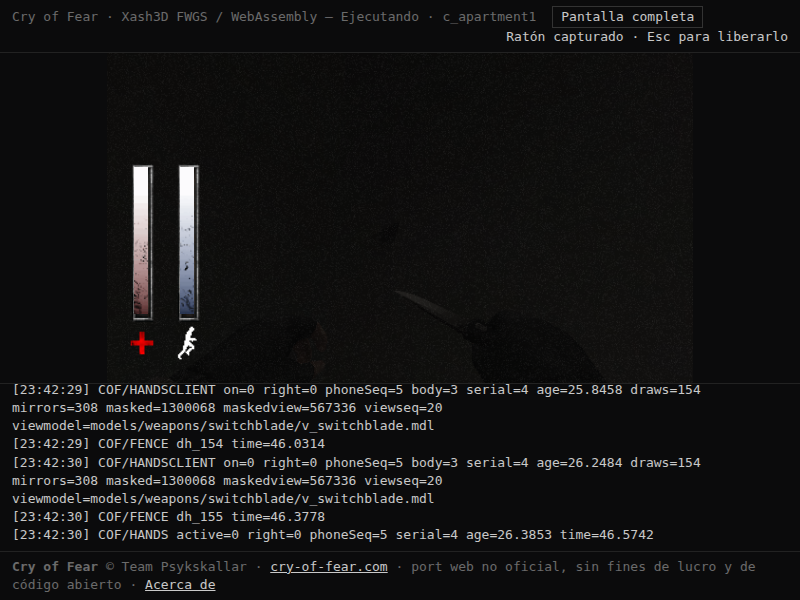 Cry of Fear · Xash3D FWGS / WebAssembly — Ejecutando · c_apartment1 Pantalla completa
Ratón capturado · Esc para liberarlo
[23:42:29] COF/HANDSCLIENT on=0 right=0 phoneSeq=5 body=3 serial=4 age=25.8458 draws=154
mirrors=308 masked=1300068 maskedview=567336 viewseq=20
viewmodel=models/weapons/switchblade/v_switchblade.mdl
[23:42:29] COF/FENCE dh_154 time=46.0314
[23:42:30] COF/HANDSCLIENT on=0 right=0 phoneSeq=5 body=3 serial=4 age=26.2484 draws=154
mirrors=308 masked=1300068 maskedview=567336 viewseq=20
viewmodel=models/weapons/switchblade/v_switchblade.mdl
[23:42:30] COF/FENCE dh_155 time=46.3778
[23:42:30] COF/HANDS active=0 right=0 phoneSeq=5 serial=4 age=26.3853 time=46.5742
Cry of Fear © Team Psykskallar · cry-of-fear.com · port web no oficial, sin fines de lucro y de
código abierto · Acerca de